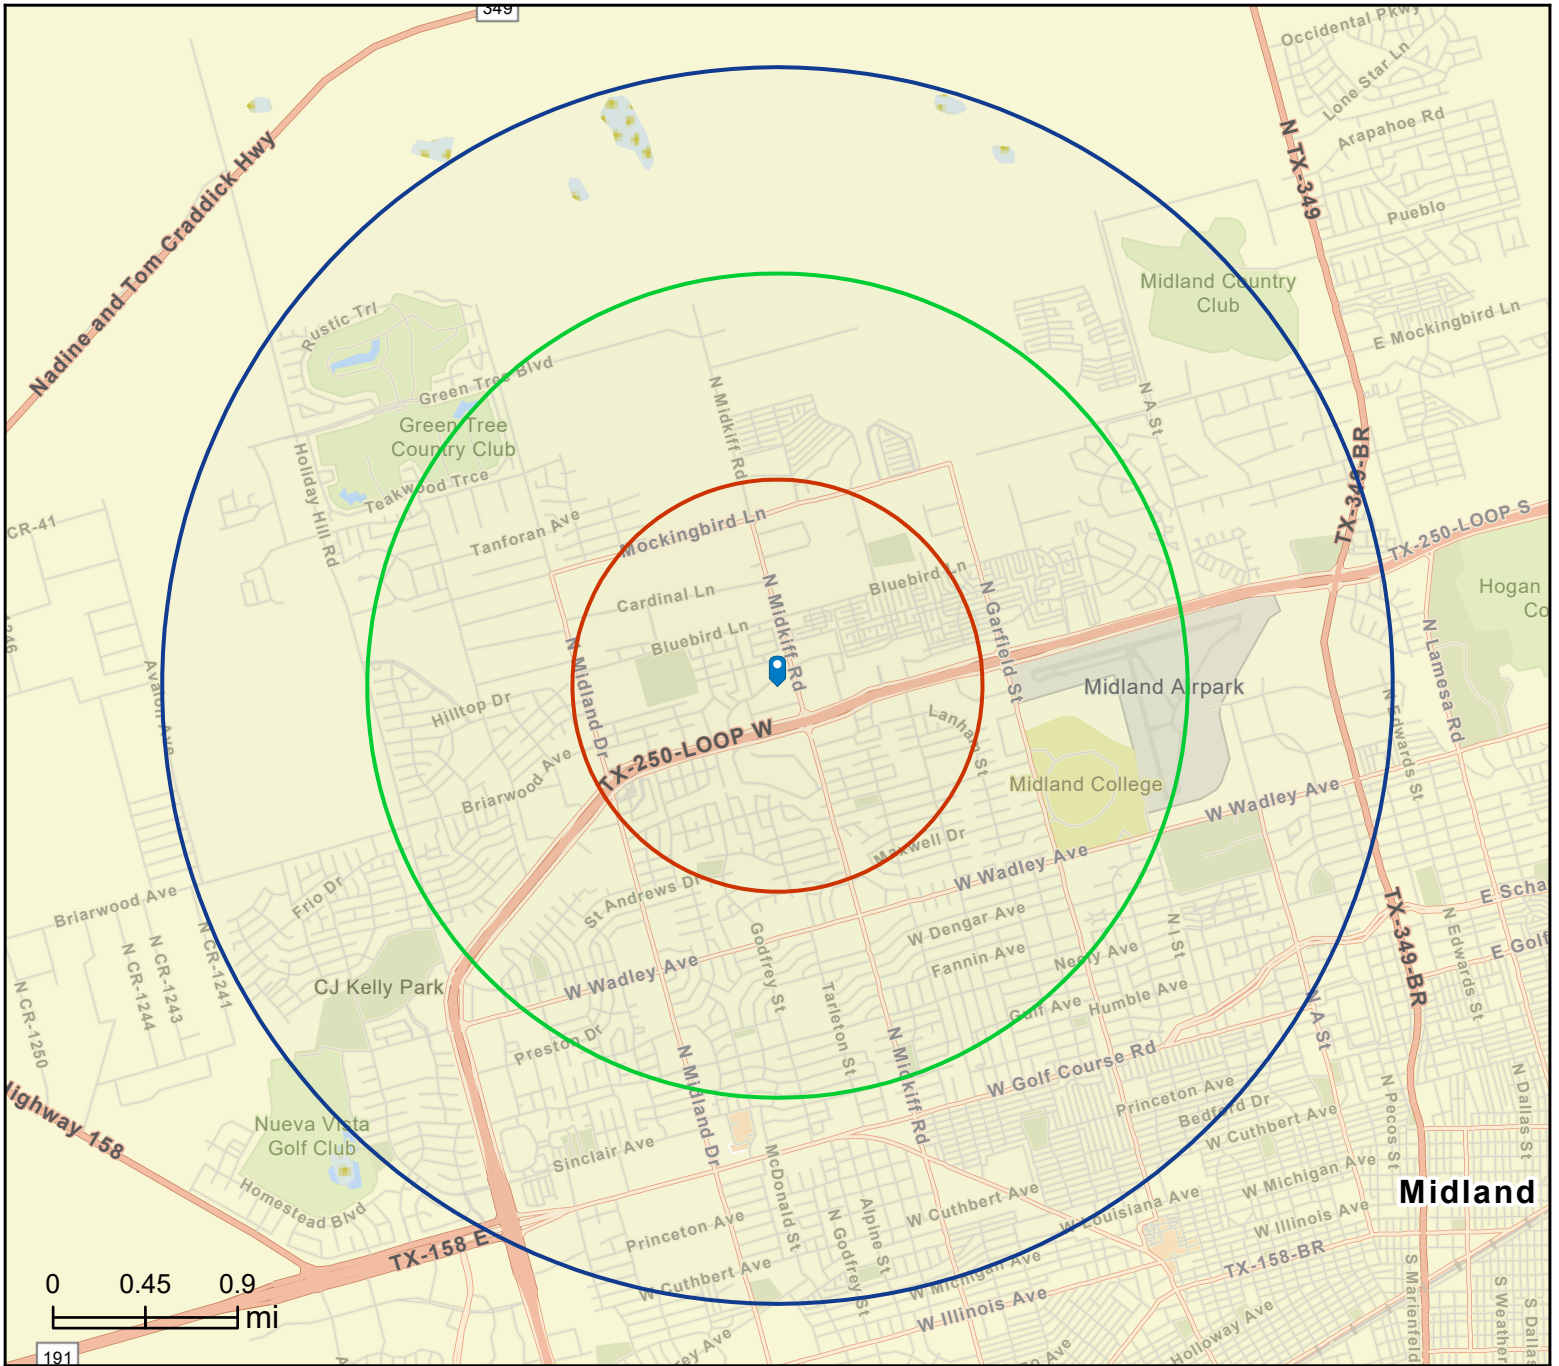 349
Occidental Pkwy
Lone Star Ln
Arapahoe Rd
N TX-349
Pueblo
Nadine and Tom Craddick Hwy
Midland Country
Club
E Mockingbird Ln
Rustic Trl
Green Tree Blvd
N Midkiff Rd
N A St
Green Tree
Country Club
Holiday Hill Rd
Teakwood Trce
TX-349-BR
CR-41
Tanforan Ave
Mockingbird Ln
TX-250-LOOP S
Cardinal Ln
Bluebird Ln
N Midkiff Rd
N Garfield St
Hogan
Co
1246
Bluebird Ln
N Midland Dr
Avalon Ave
N Lamesa Rd
Midland Airpark
N Edwards St
Hilltop Dr
Lanham St
TX-250-LOOP W
Briarwood Ave
Midland College
W Wadley Ave
Maxwell Dr
W Wadley Ave
Briarwood Ave
Frio Dr
St Andrews Dr
TX-349-BR
E Scha
N Edwards St
E Golf
N CR-1241
N CR-1243
N CR-1244
Godfrey St
W Dengar Ave
N I St
Fannin Ave
Neely Ave
CJ Kelly Park
W Wadley Ave
Tarleton St
Gulf Ave
Humble Ave
N A St
N CR-1250
Preston Dr
N Midland Dr
N Midkiff Rd
W Golf Course Rd
Highway 158
Nueva Vista
Golf Club
Princeton Ave
Bedford Dr
W Cuthbert Ave
N Pecos St
N Dallas St
Sinclair Ave
McDonald St
W Michigan Ave
Midland
Homestead Blvd
Alpine St
N Godfrey St
W Cuthbert Ave
W Louisiana Ave
W Illinois Ave
Princeton Ave
TX-158 E
TX-158-BR
W Cuthbert Ave
W Michigan Ave
W Illinois Ave
S Marienfeld
S Weather
S Dallas
0 0.45 0.9
mi
Holloway Ave
rey Ave
o Ave
191
A